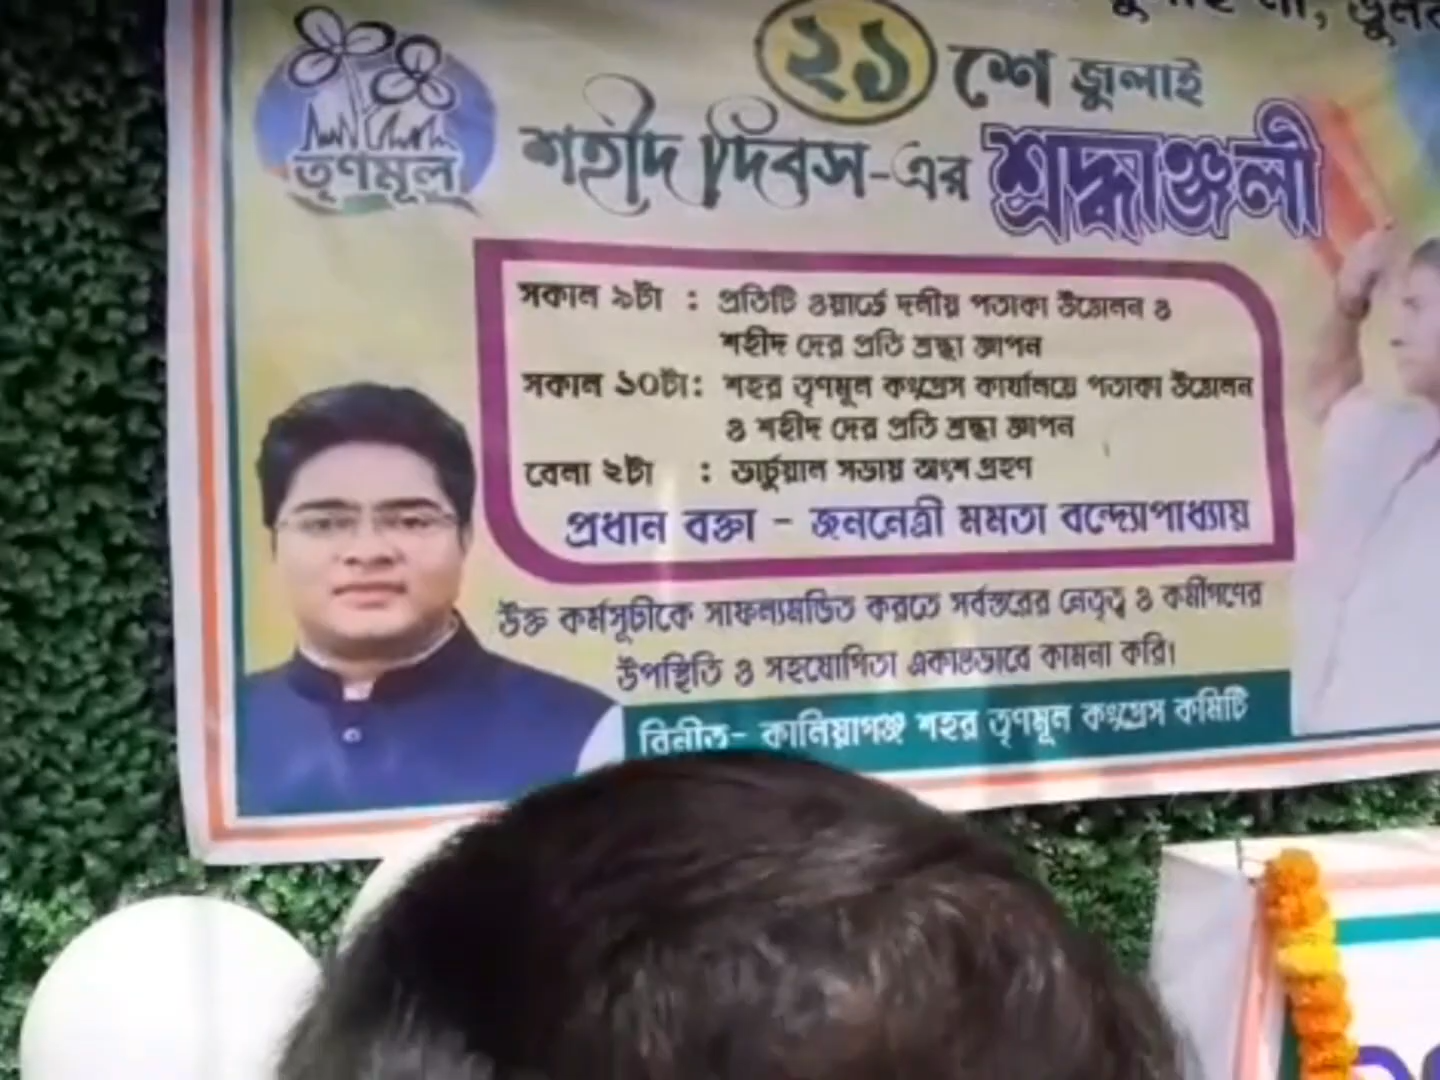 ২১ শে জুলাই
শহীদ দিবস-এর শ্রদ্ধাঞ্জলী
তৃণমূল
সকাল ৯টা : প্রতিটি ওয়ার্ডে দলীয় পতাকা উত্তোলন ও
শহীদ দের প্রতি শ্রদ্ধা জ্ঞাপন
সকাল ১০টা : শহর তৃণমূল কংগ্রেস কার্যালয়ে পতাকা উত্তোলন
ও শহীদ দের প্রতি শ্রদ্ধা জ্ঞাপন
বেলা ২টা : ভার্চুয়াল সভায় অংশ গ্রহণ
প্রধান বক্তা - জননেত্রী মমতা বন্দ্যোপাধ্যায়
উক্ত কর্মসূচীকে সাফল্যমন্ডিত করতে সর্বস্তরের নেতৃত্ব ও কর্মীগণের
উপস্থিতি ও সহযোগিতা একান্তভাবে কামনা করি।
বিনীত- কালিয়াগঞ্জ শহর তৃণমূল কংগ্রেস কমিটি